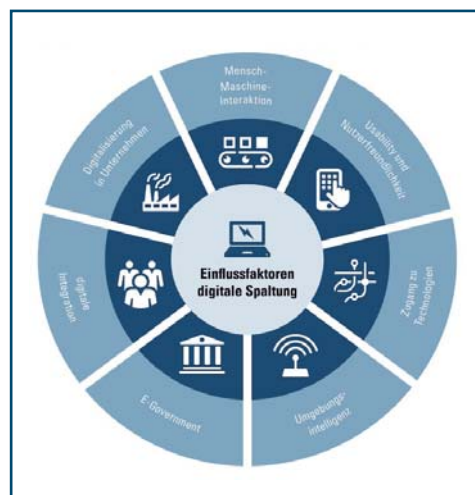 Mensch-
Maschine-
Interaktion
Usability und
Nutzerfreundlichkeit
Zugang zu
Technologien
Umgebungs-
intelligenz
E-Government
digitale
Integration
Digitalisierung
in Unternehmen
Einflussfaktoren
digitale Spaltung